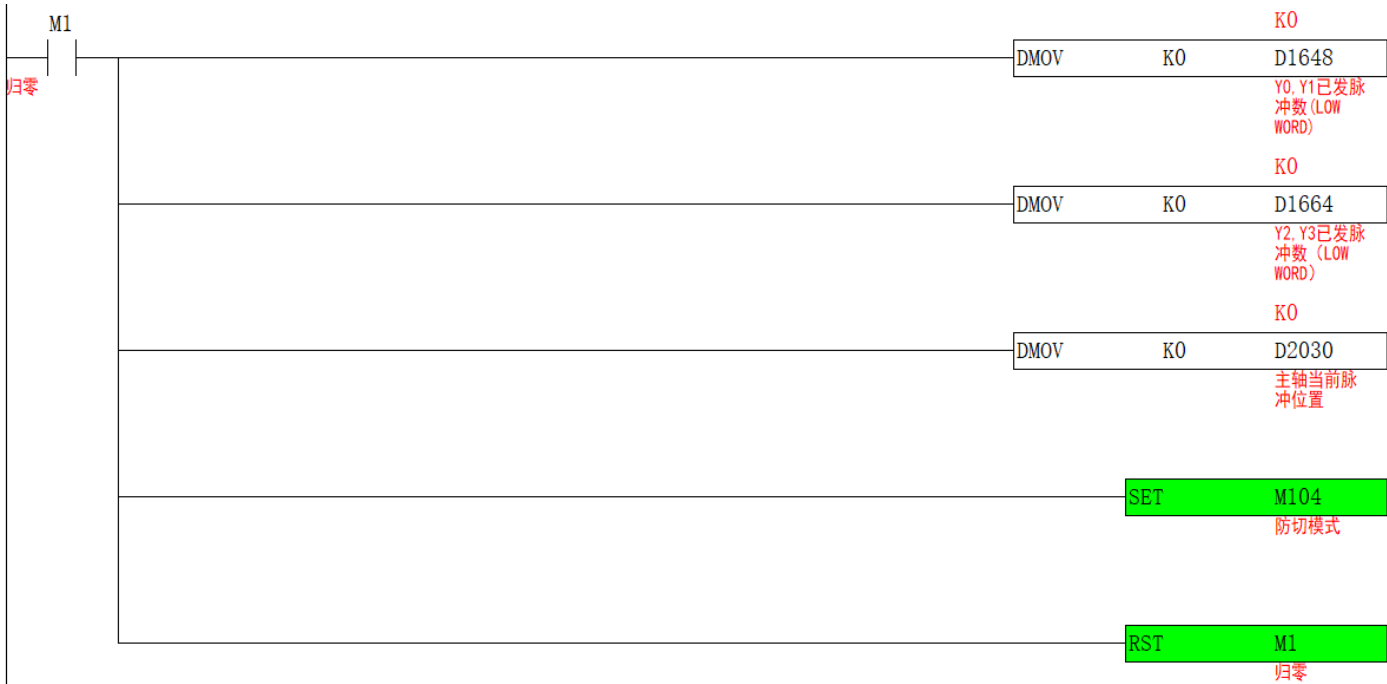 M1
归零
K0
DMOV K0 D1648
Y0,Y1已发脉
冲数(LOW
WORD)
K0
DMOV K0 D1664
Y2,Y3已发脉
冲数（LOW
WORD）
K0
DMOV K0 D2030
主轴当前脉
冲位置
SET M104
防切模式
RST M1
归零